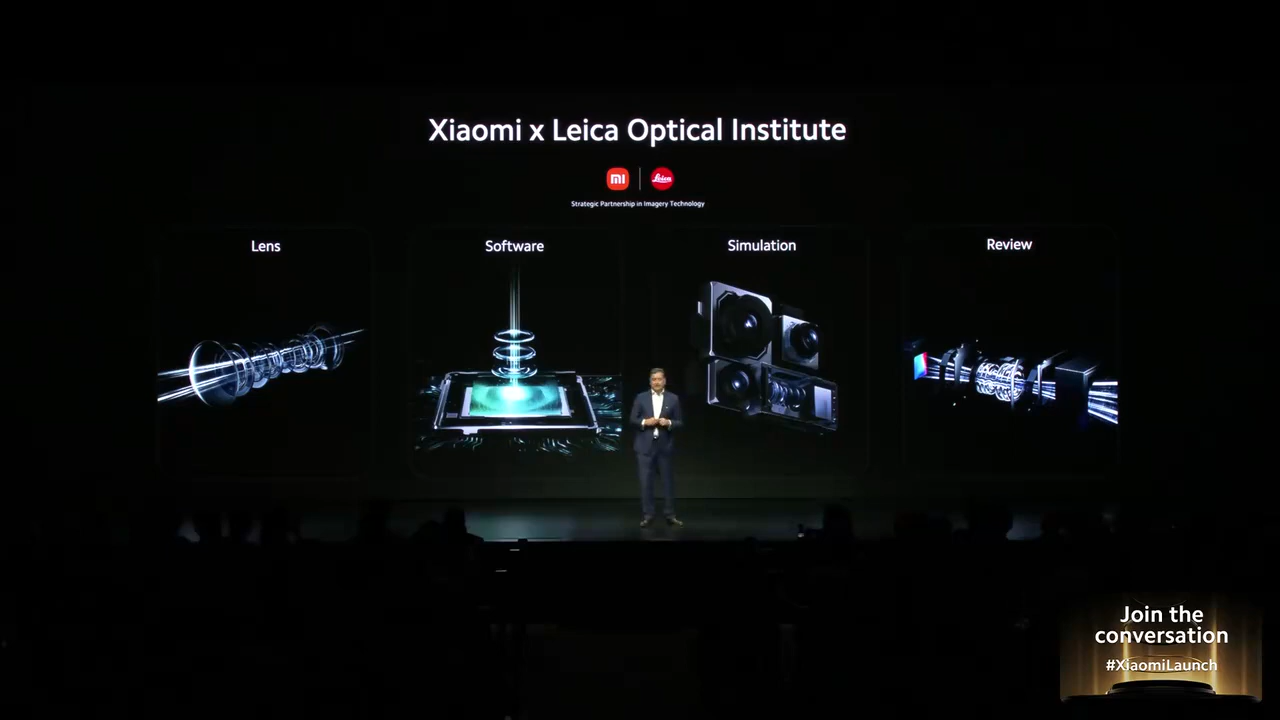 Xiaomi x Leica Optical Institute
mi
Leica
Strategic Partnership in Imagery Technology
Lens
Software
Simulation
Review
Join the
conversation
#XiaomiLaunch